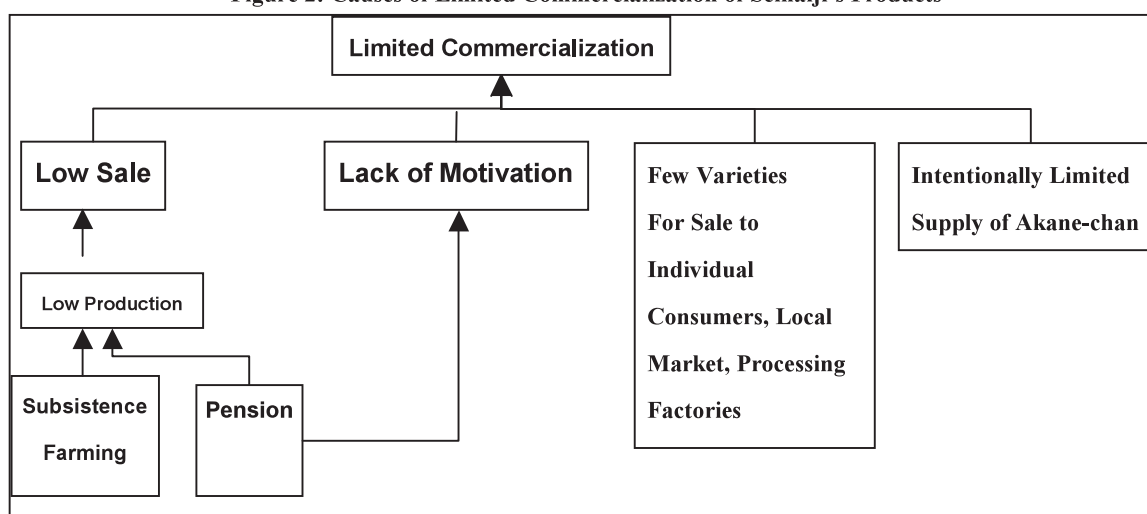 Limited Commercialization
Low Sale
Lack of Motivation
Few Varieties
For Sale to
Individual
Consumers, Local
Market, Processing
Factories
Intentionally Limited
Supply of Akane-chan
Low Production
Subsistence
Farming
Pension